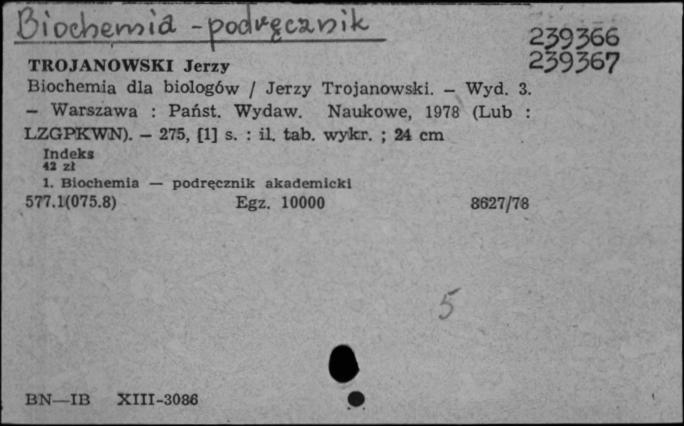 Biochemia - podręcznik
239366
239367
TROJANOWSKI Jerzy
Biochemia dla biologów / Jerzy Trojanowski. — Wyd. 3.
— Warszawa : Państ. Wydaw. Naukowe, 1978 (Lub :
LZGPKWN). — 275, [1] s. : il. tab. wykr. ; 24 cm
Indeks
42 zł
1. Biochemia — podręcznik akademicki
577.1(075.8) Egz. 10000 8627/78
5
BN—IB XIII-3086